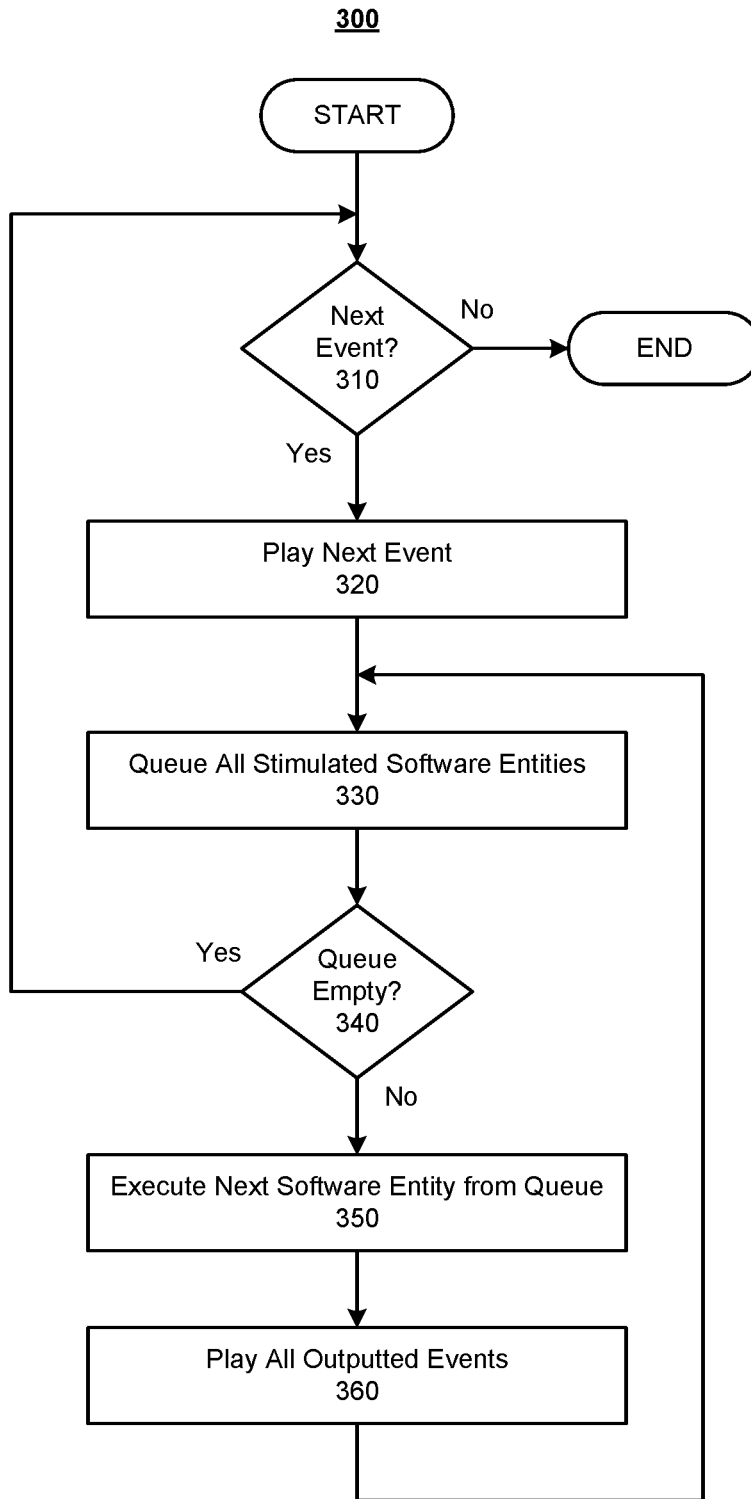 300
START
Next
Event?
310
No
END
Yes
Play Next Event
320
Queue All Stimulated Software Entities
330
Yes
Queue
Empty?
340
No
Execute Next Software Entity from Queue
350
Play All Outputted Events
360